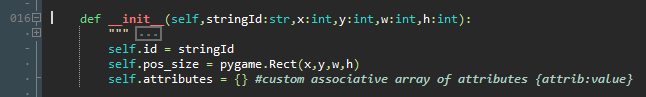 016 def __init__(self,stringId:str,x:int,y:int,w:int,h:int):
""" ...
self.id = stringId
self.pos_size = pygame.Rect(x,y,w,h)
self.attributes = {} #custom associative array of attributes {attrib:value}